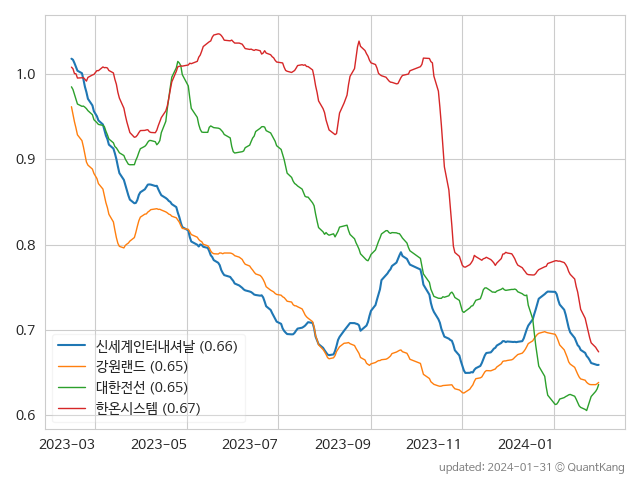 1.0
0.9
0.8
0.7
0.6
신세계인터내셔날 (0.66)
강원랜드 (0.65)
대한전선 (0.65)
한온시스템 (0.67)
2023-03 2023-05 2023-07 2023-09 2023-11 2024-01
updated: 2024-01-31 © QuantKang